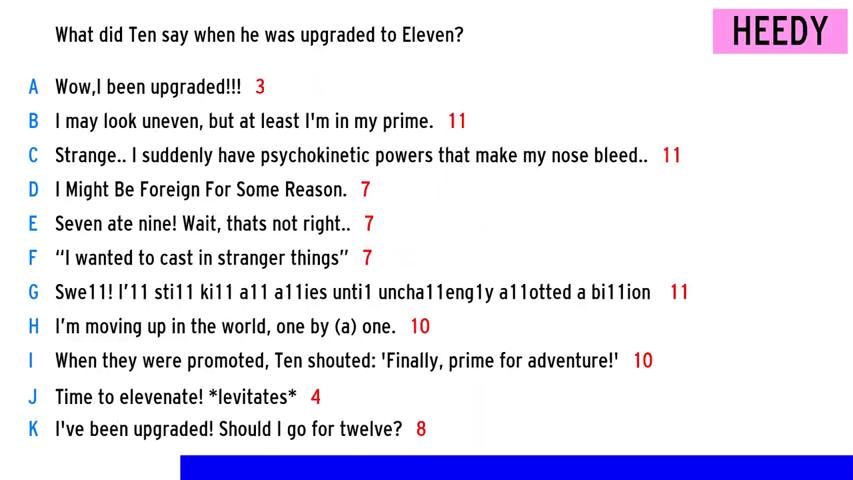 What did Ten say when he was upgraded to Eleven?
HEEDY
A Wow,I been upgraded!!! 3
B I may look uneven, but at least I'm in my prime. 11
C Strange.. I suddenly have psychokinetic powers that make my nose bleed.. 11
D I Might Be Foreign For Some Reason. 7
E Seven ate nine! Wait, thats not right.. 7
F “I wanted to cast in stranger things” 7
G Swe11! I’11 sti11 ki11 a11 a11ies unti1 uncha11eng1y a11otted a bi11ion 11
H I’m moving up in the world, one by (a) one. 10
I When they were promoted, Ten shouted: 'Finally, prime for adventure!' 10
J Time to elevenate! *levitates* 4
K I've been upgraded! Should I go for twelve? 8